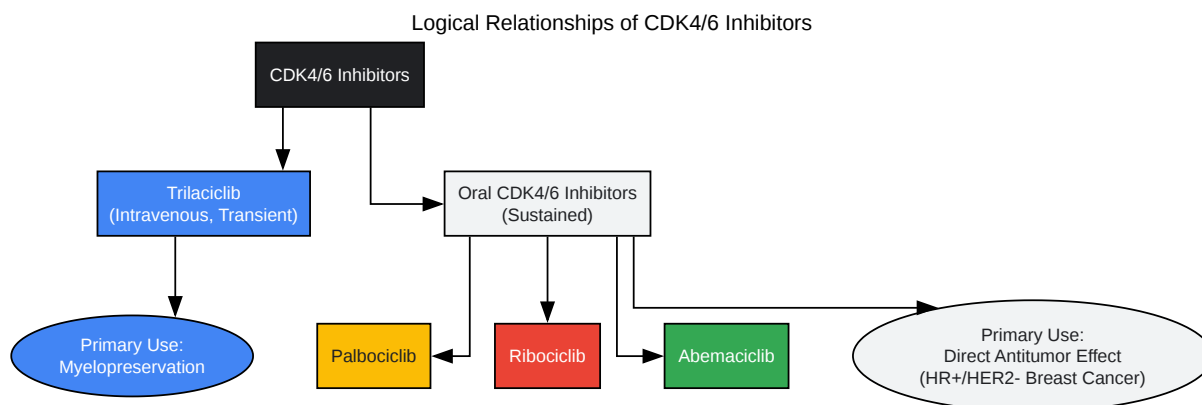 Logical Relationships of CDK4/6 Inhibitors
CDK4/6 Inhibitors
Trilaciclib
(Intravenous, Transient)
Oral CDK4/6 Inhibitors
(Sustained)
Primary Use:
Myelopreservation
Palbociclib
Ribociclib
Abemaciclib
Primary Use:
Direct Antitumor Effect
(HR+/HER2- Breast Cancer)